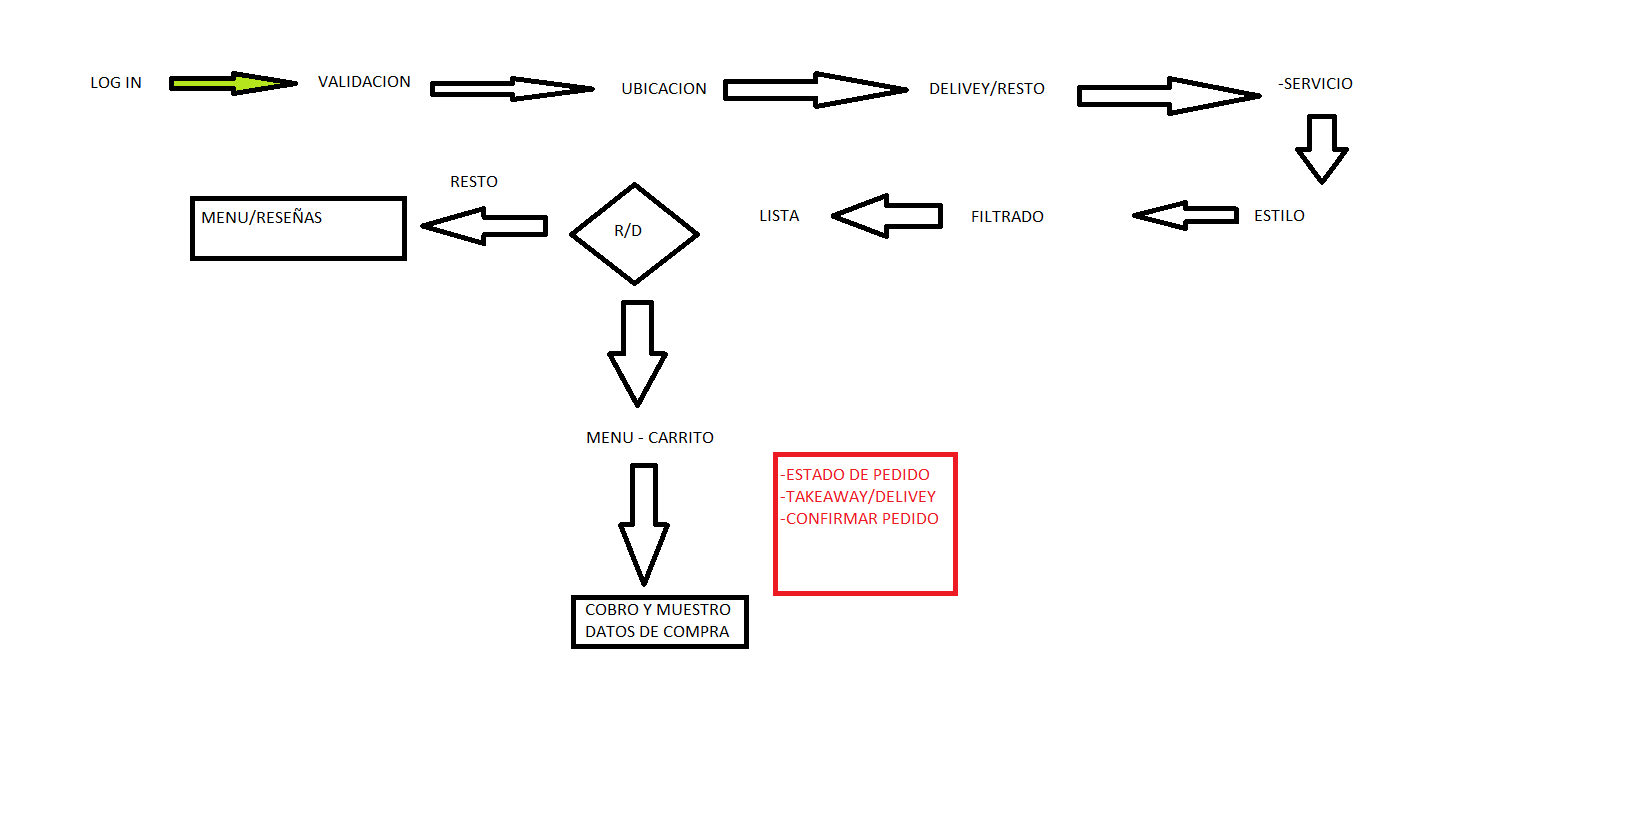 LOG IN
VALIDACION
UBICACION
DELIVEY/RESTO
-SERVICIO
ESTILO
FILTRADO
LISTA
R/D
RESTO
MENU/RESEÑAS
MENU - CARRITO
-ESTADO DE PEDIDO
-TAKEAWAY/DELIVEY
-CONFIRMAR PEDIDO
COBRO Y MUESTRO
DATOS DE COMPRA